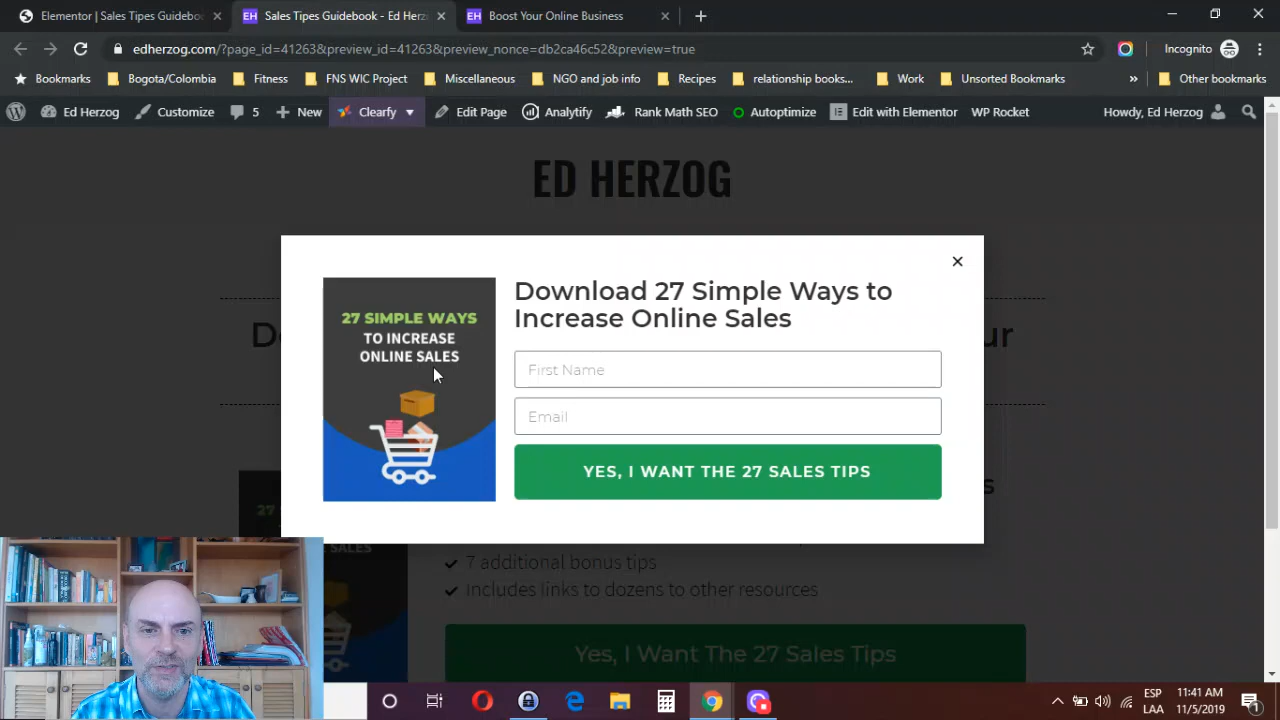 Elementor | Sales Tipes Guidebook
Sales Tipes Guidebook - Ed Herzog
Boost Your Online Business
edherzog.com/?page_id=41263&preview_id=41263&preview_nonce=db2ca46c52&preview=true
Incognito
Bookmarks
Bogota/Colombia
Fitness
FNS WIC Project
Miscellaneous
NGO and job info
Recipes
relationship books...
Work
Unsorted Bookmarks
»
Other bookmarks
Ed Herzog
Customize
5
New
Clearfy
Edit Page
Analytify
Rank Math SEO
Autoptimize
Edit with Elementor
WP Rocket
Howdy, Ed Herzog
ED HERZOG
27 SIMPLE WAYS
TO INCREASE
ONLINE SALES
Download 27 Simple Ways to
Increase Online Sales
First Name
Email
YES, I WANT THE 27 SALES TIPS
7 additional bonus tips
includes links to dozens to other resources
Yes, I Want The 27 Sales Tips
ESP
LAA
11:41 AM
11/5/2019